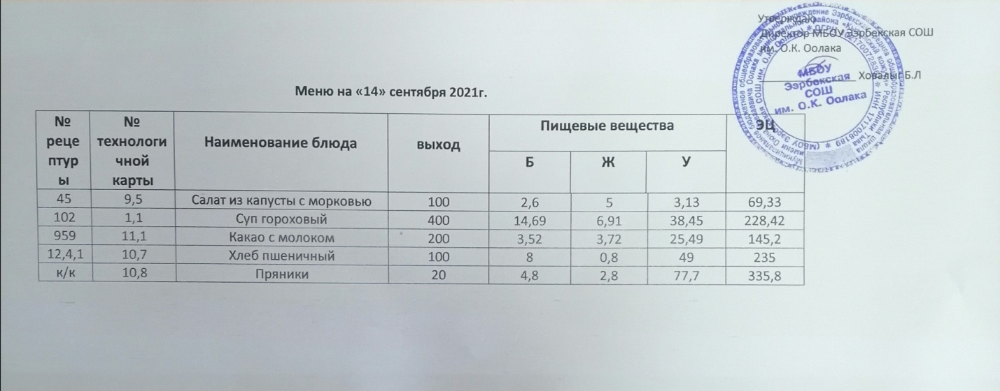 Утверждаю
Директор МБОУ Ээрбекская СОШ
им. О.К. Оолака
Ховалыг Б.Л
МБОУ
Ээрбекская
СОШ
им. О.К. Оолака
Меню на «14» сентября 2021г.
№ рецептуры № технологичной карты Наименование блюда выход Пищевые вещества ЭЦ
Б Ж У
45 9,5 Салат из капусты с морковью 100 2,6 5 3,13 69,33
102 1,1 Суп гороховый 400 14,69 6,91 38,45 228,42
959 11,1 Какао с молоком 200 3,52 3,72 25,49 145,2
12,4,1 10,7 Хлеб пшеничный 100 8 0,8 49 235
к/к 10,8 Пряники 20 4,8 2,8 77,7 335,8